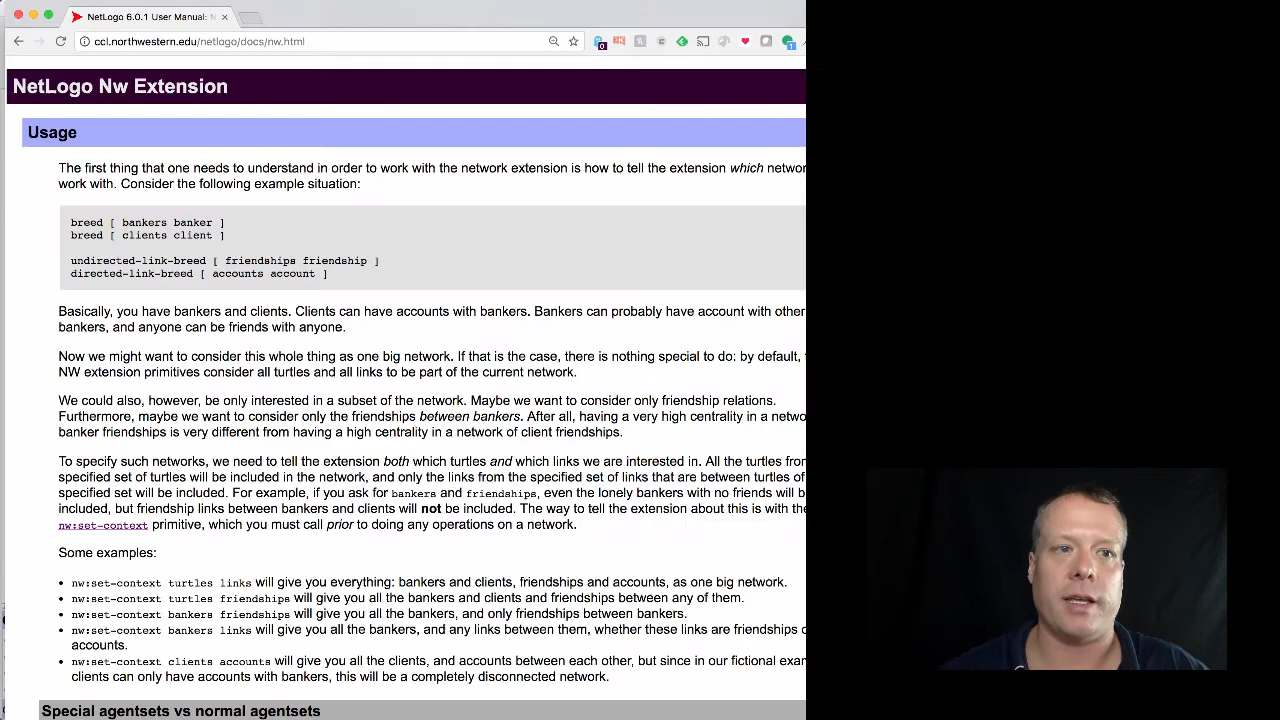 NetLogo 6.0.1 User Manual:
ccl.northwestern.edu/netlogo/docs/nw.html
NetLogo Nw Extension
Usage
The first thing that one needs to understand in order to work with the network extension is how to tell the extension which
work with. Consider the following example situation:
breed [ bankers banker ]
breed [ clients client ]
undirected-link-breed [ friendships friendship ]
directed-link-breed [ accounts account ]
Basically, you have bankers and clients. Clients can have accounts with bankers. Bankers can probably have account with other
bankers, and anyone can be friends with anyone.
Now we might want to consider this whole thing as one big network. If that is the case, there is nothing special to do: by default,
NW extension primitives consider all turtles and all links to be part of the current network.
We could also, however, be only interested in a subset of the network. Maybe we want to consider only friendship relations.
Furthermore, maybe we want to consider only the friendships between bankers. After all, having a very high centrality in a
banker friendships is very different from having a high centrality in a network of client friendships.
To specify such networks, we need to tell the extension both which turtles and which links we are interested in. All the turtles from
specified set of turtles will be included in the network, and only the links from the specified set of links that are between turtles of
specified set will be included. For example, if you ask for bankers and friendships, even the lonely bankers with no friends will be
included, but friendship links between bankers and clients will not be included. The way to tell the extension about this is with the
nw:set-context primitive, which you must call prior to doing any operations on a network.
Some examples:
• nw:set-context turtles links will give you everything: bankers and clients, friendships and accounts, as one big network.
• nw:set-context turtles friendships will give you all the bankers and clients and friendships between any of them.
• nw:set-context bankers friendships will give you all the bankers, and only friendships between bankers.
• nw:set-context bankers links will give you all the bankers, and any links between them, whether these links are friendships
accounts.
• nw:set-context clients accounts will give you all the clients, and accounts between each other, but since in our fictional
clients can only have accounts with bankers, this will be a completely disconnected network.
Special agentsets vs normal agentsets